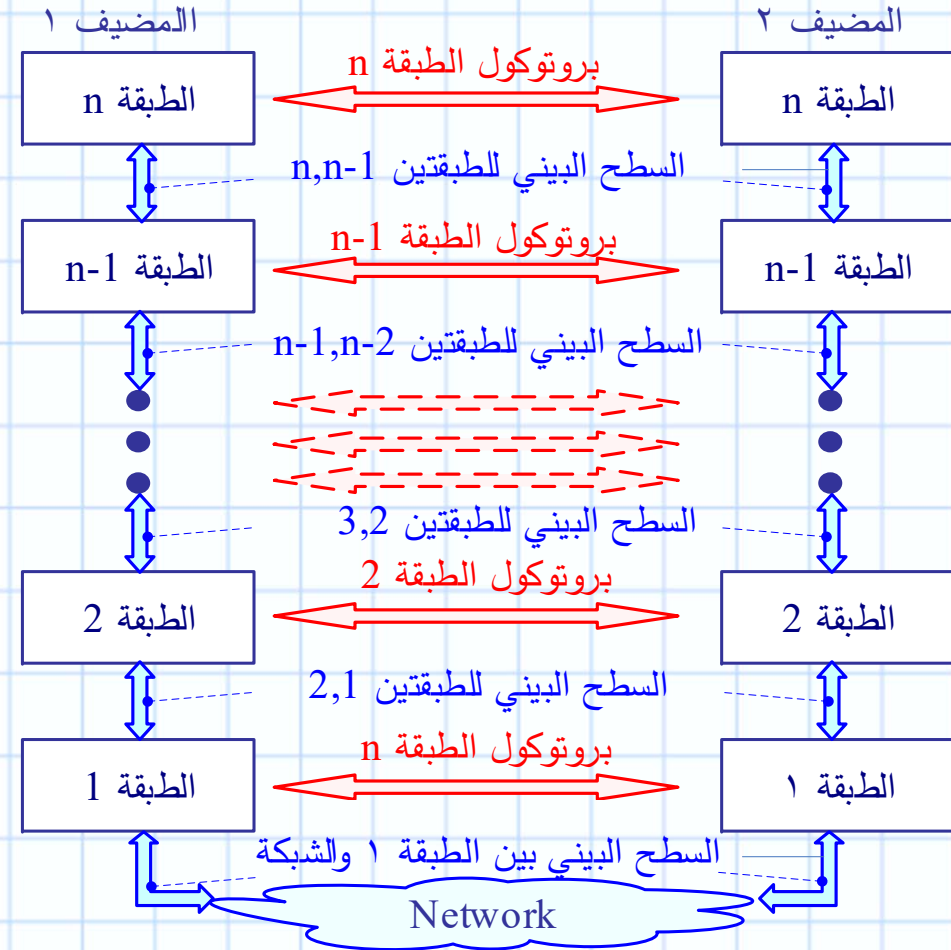 االمضيف ١
المضيف ٢
بروتوكول الطبقة n
الطبقة n
الطبقة n
السطح البيني للطبقتين n,n-1
بروتوكول الطبقة n-1
الطبقة n-1
الطبقة n-1
السطح البيني للطبقتين n-1,n-2
السطح البيني للطبقتين 3,2
بروتوكول الطبقة 2
الطبقة 2
الطبقة 2
السطح البيني للطبقتين 2,1
بروتوكول الطبقة n
الطبقة 1
الطبقة ١
السطح البيني بين الطبقة ١ والشبكة
Network